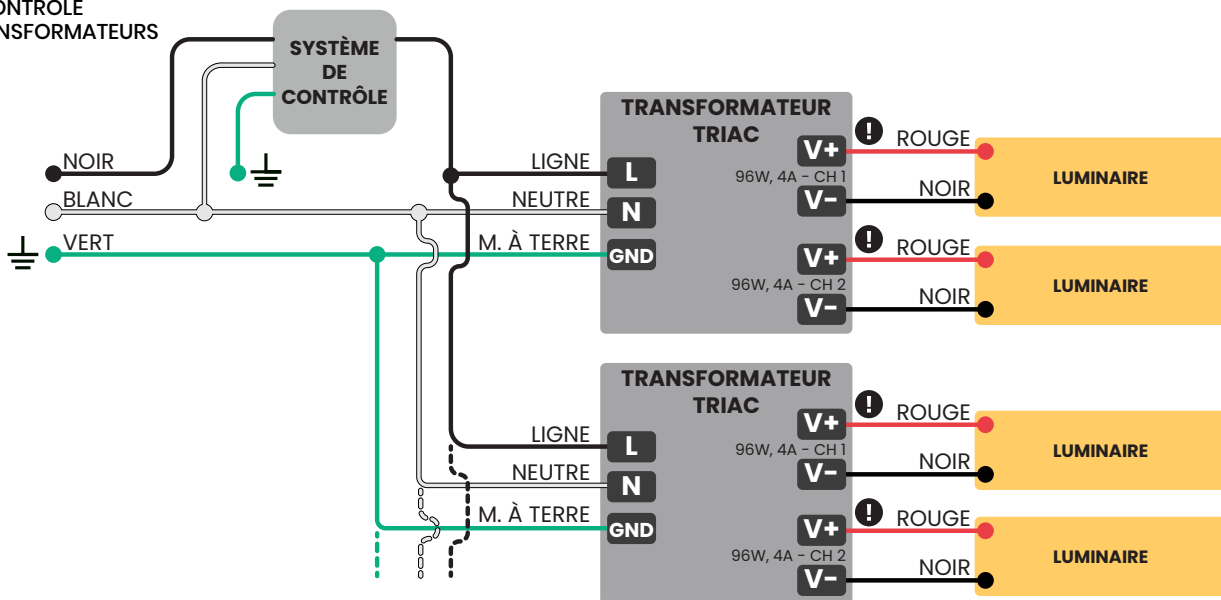 SYSTÈME
DE
CONTRÔLE
NOIR
BLANC
VERT
LIGNE
NEUTRE
M. À TERRE
TRANSFORMATEUR
TRIAC
L
N
GND
V+
96W, 4A - CH 1
V-
V+
96W, 4A - CH 2
V-
!
ROUGE
NOIR
LUMINAIRE
!
ROUGE
NOIR
LUMINAIRE
LIGNE
NEUTRE
M. À TERRE
TRANSFORMATEUR
TRIAC
L
N
GND
V+
96W, 4A - CH 1
V-
V+
96W, 4A - CH 2
V-
!
ROUGE
NOIR
LUMINAIRE
!
ROUGE
NOIR
LUMINAIRE